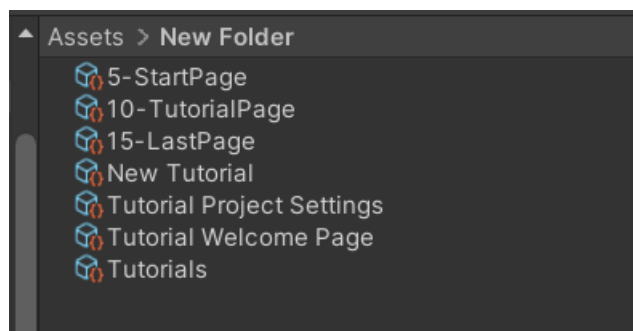 Assets > New Folder
5-StartPage
10-TutorialPage
15-LastPage
New Tutorial
Tutorial Project Settings
Tutorial Welcome Page
Tutorials